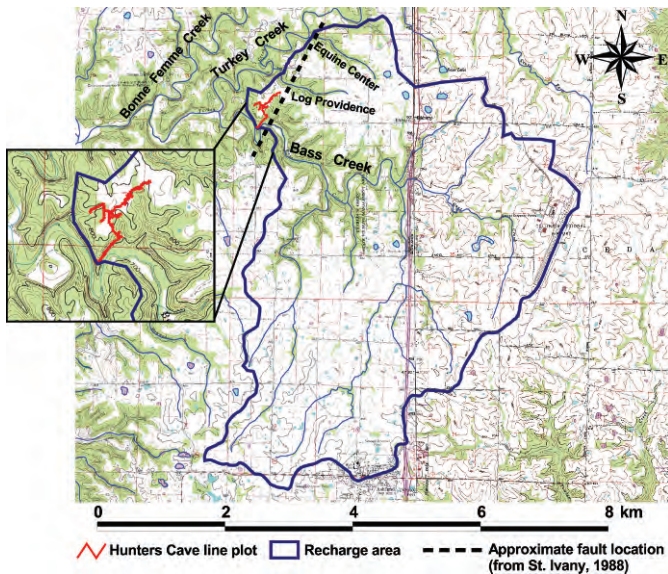 N
W E
S
Bonne Femme Creek
Turkey Creek
Equine Center
Log Providence
Bass Creek
0 2 4 6 8 km
Hunters Cave line plot
Recharge area
Approximate fault location
(from St. Ivany, 1988)